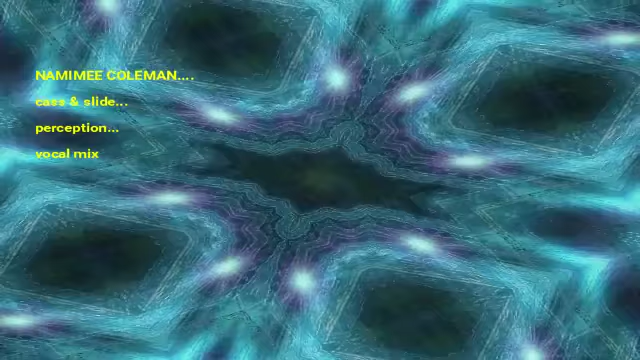 NAMIMEE COLEMAN....
cass & slide...
perception...
vocal mix